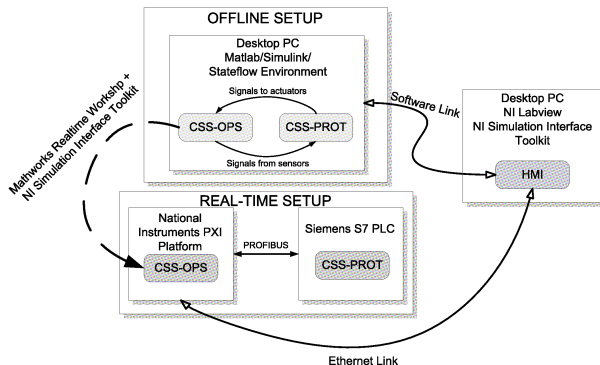 OFFLINE SETUP
Desktop PC
Matlab/Simulink/
Stateflow Environment
Signals to actuators
CSS-OPS
CSS-PROT
Signals from sensors
Mathworks Realtime Workshp +
NI Simulation Interface Toolkit
Software Link
Desktop PC
NI Labview
NI Simulation Interface
Toolkit
HMI
REAL-TIME SETUP
National
Instruments PXI
Platform
CSS-OPS
PROFIBUS
Siemens S7 PLC
CSS-PROT
Ethernet Link